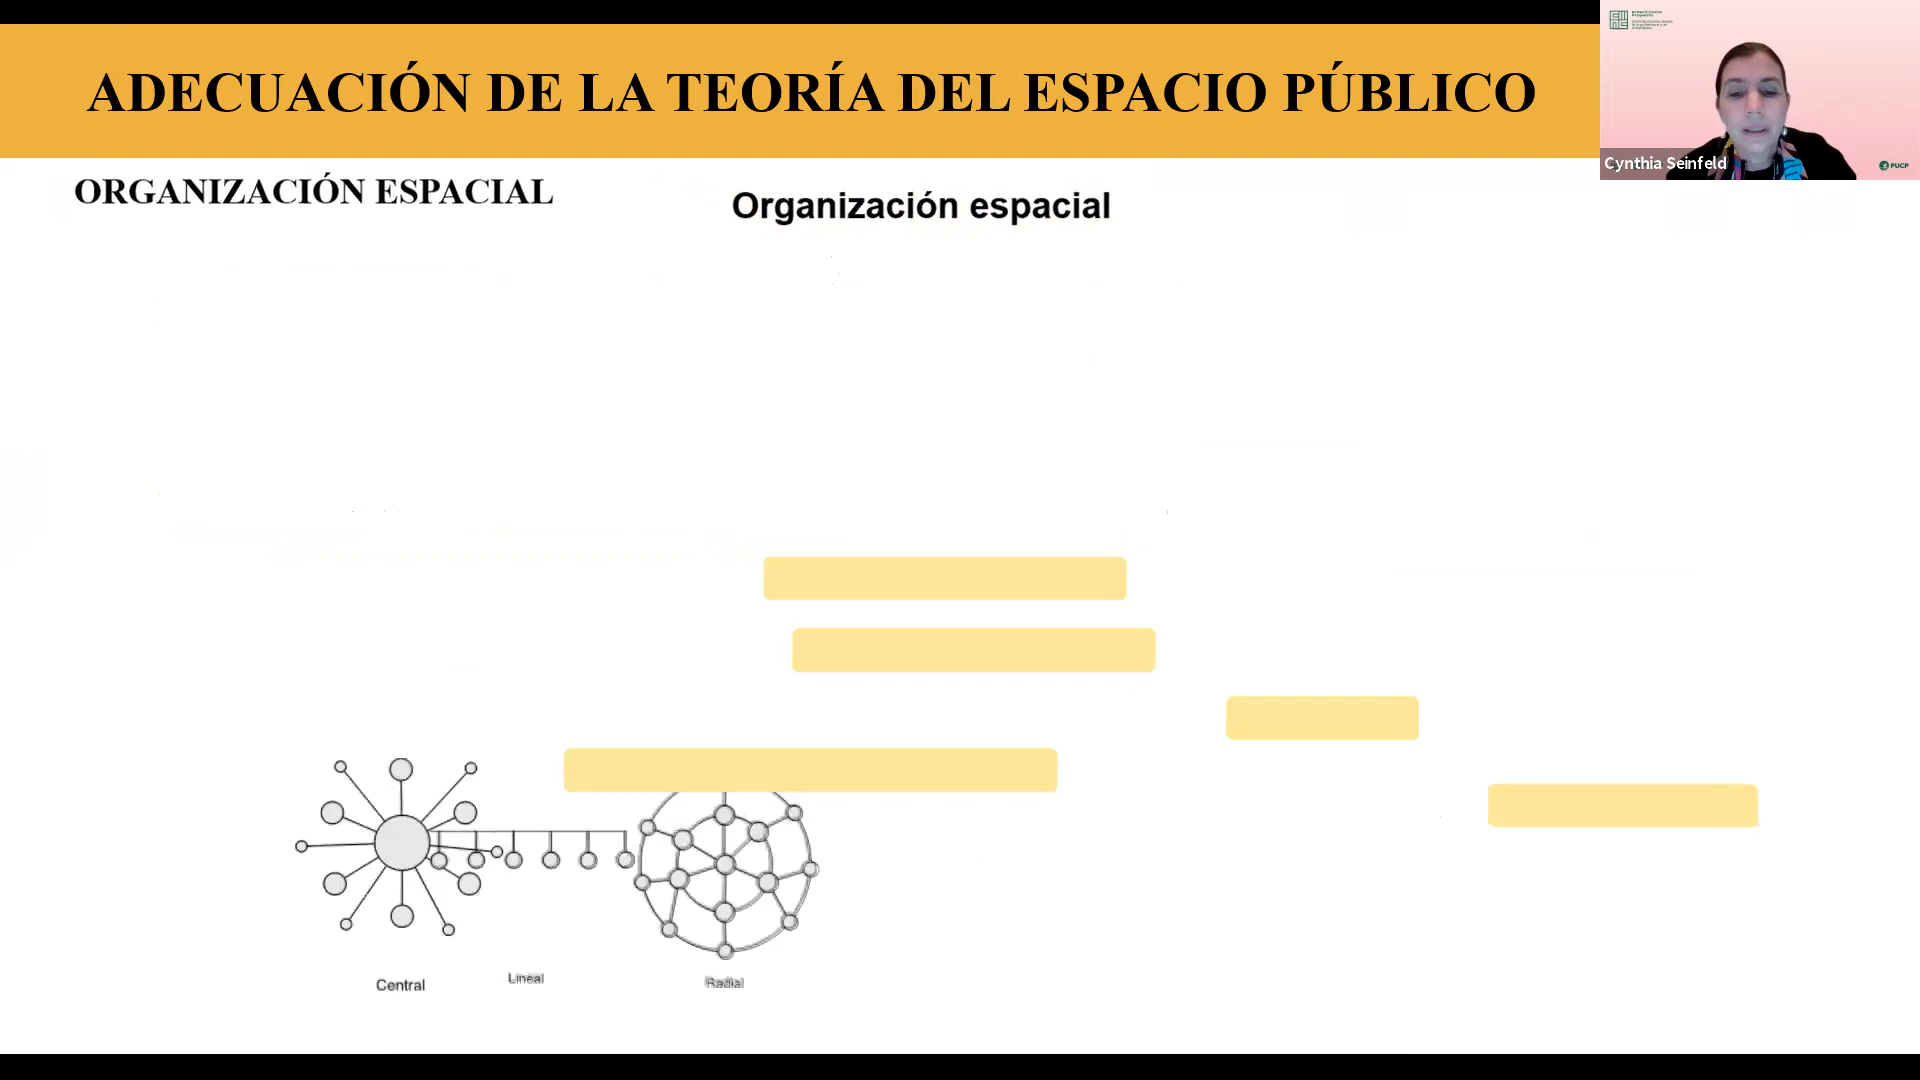 ADECUACIÓN DE LA TEORÍA DEL ESPACIO PÚBLICO
Cynthia Seinfeld
PUCP
ORGANIZACIÓN ESPACIAL
Organización espacial
Central
Lineal
Radial